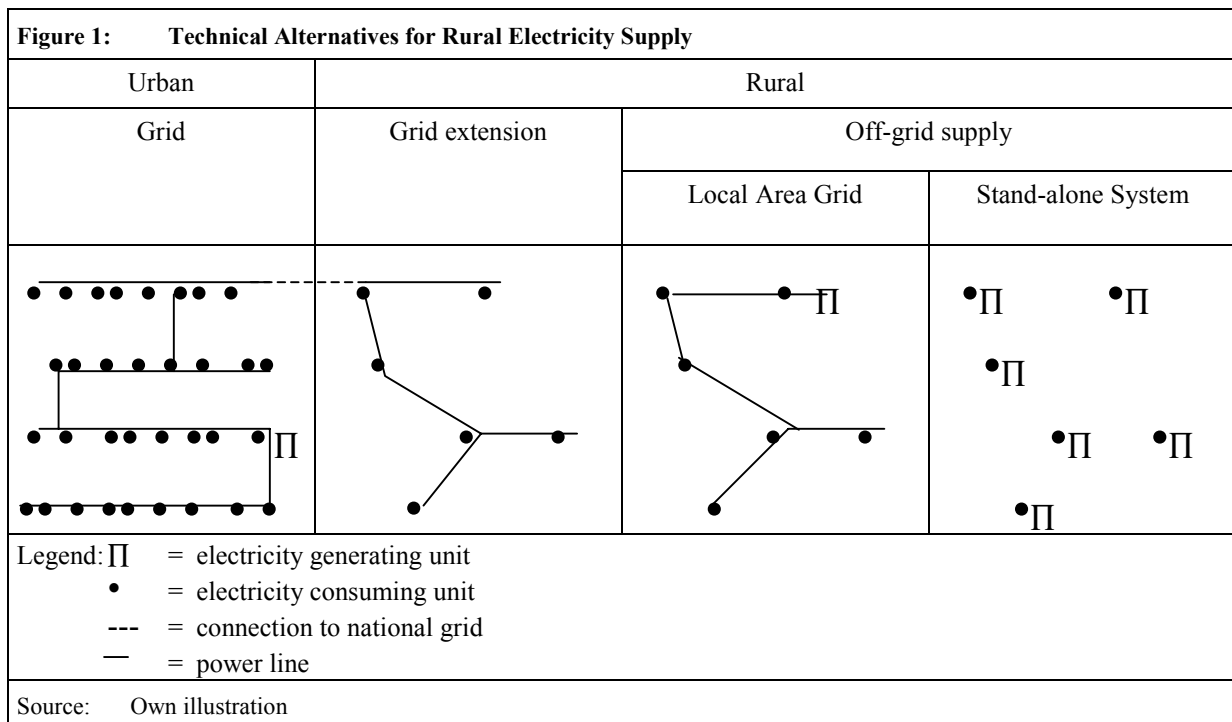 Figure 1: Technical Alternatives for Rural Electricity Supply
Urban Rural
Grid Grid extension Off-grid supply
Local Area Grid Stand-alone System
Π Π Π
Π
Π Π Π
Π
Legend: Π = electricity generating unit
• = electricity consuming unit
--- = connection to national grid
— = power line
Source: Own illustration